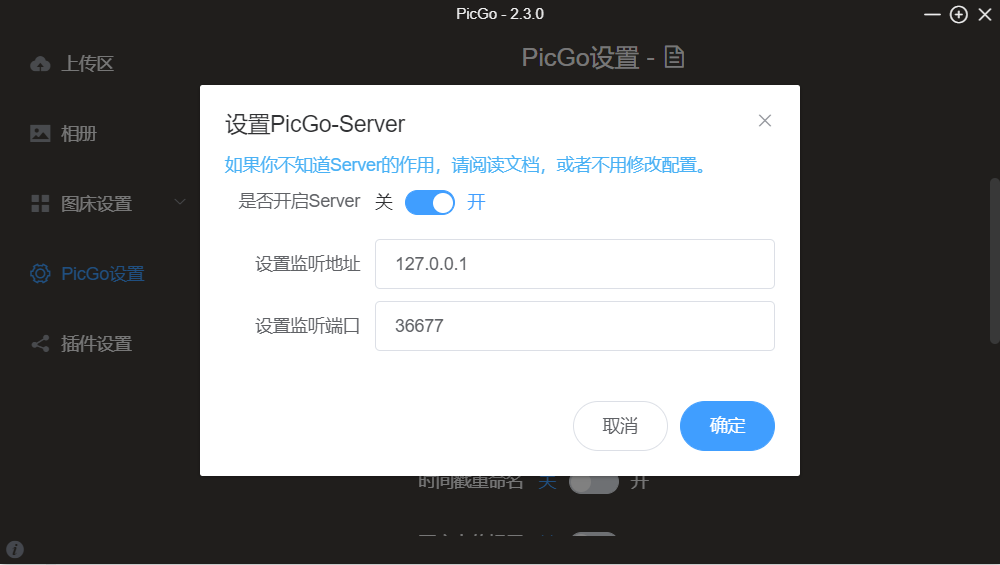 PicGo - 2.3.0
上传区
PicGo设置 -
相册
图床设置
PicGo设置
插件设置
设置PicGo-Server
如果你不知道Server的作用，请阅读文档，或者不用修改配置。
是否开启Server 关 开
设置监听地址 127.0.0.1
设置监听端口 36677
取消 确定
时间戳重命名 关 开